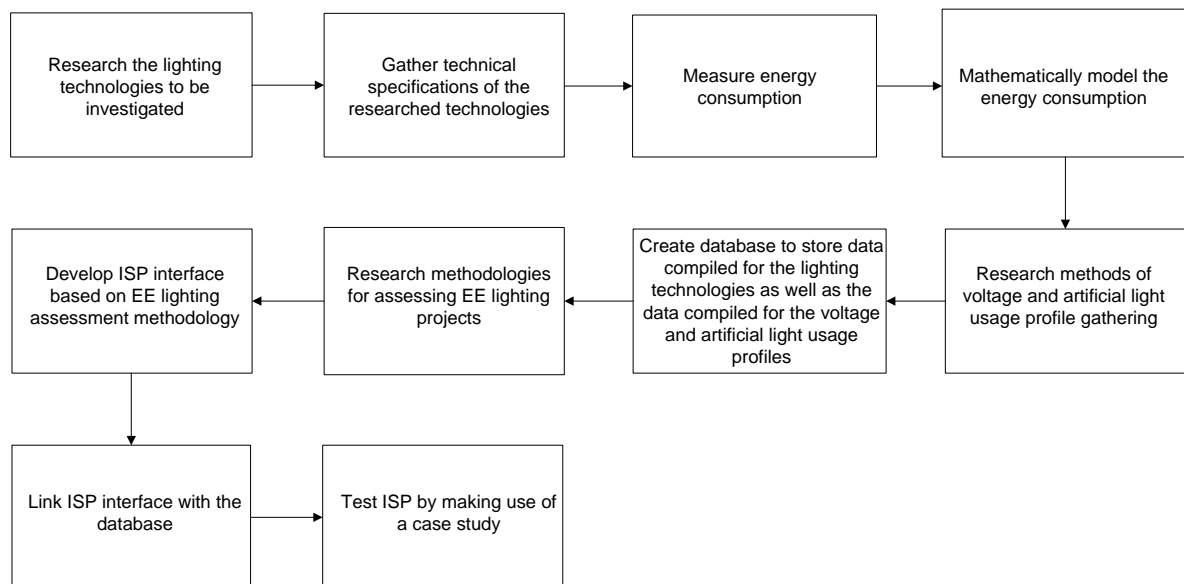 Research the lighting
technologies to be
investigated
Gather technical
specifications of the
researched technologies
Measure energy
consumption
Mathematically model the
energy consumption
Research methods of
voltage and artificial light
usage profile gathering
Create database to store data
compiled for the lighting
technologies as well as the
data compiled for the voltage
and artificial light usage
profiles
Research methodologies
for assessing EE lighting
projects
Develop ISP interface
based on EE lighting
assessment methodology
Link ISP interface with the
database
Test ISP by making use of
a case study